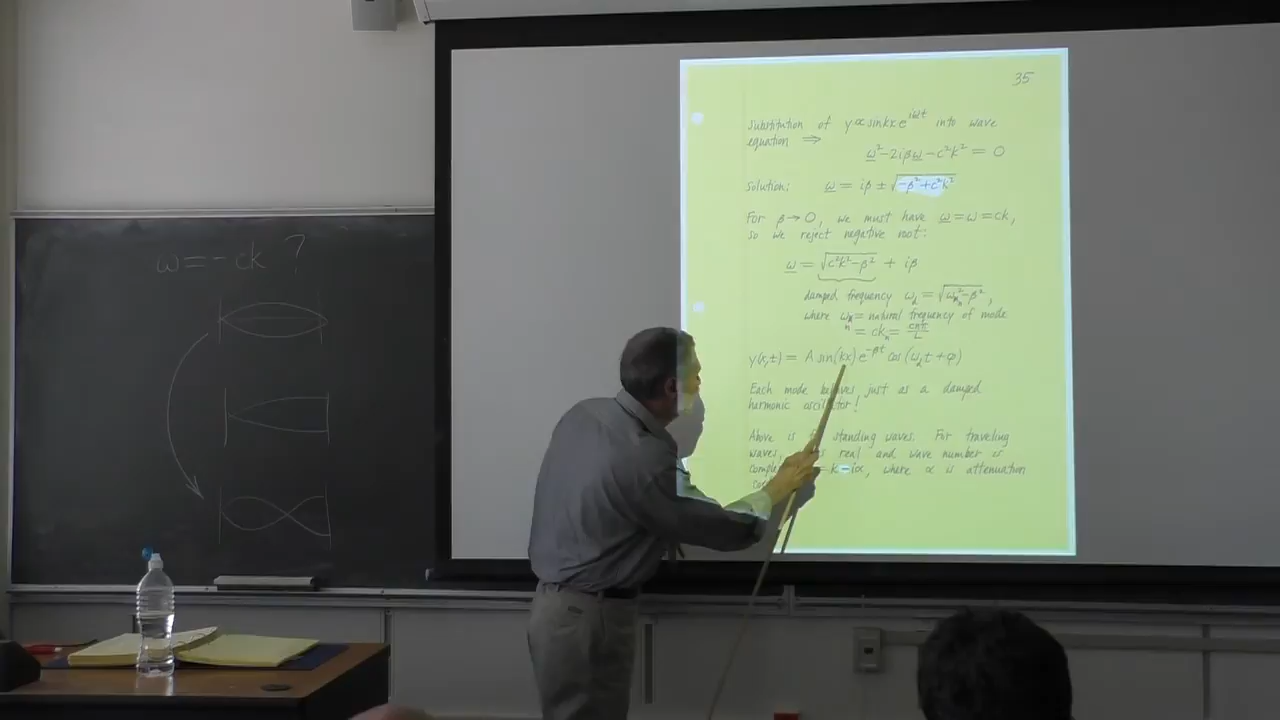 ω = -ck ?
35
Substitution of y∝sinkx e^{iωt} into wave
equation ⇒
ω² - 2iβω - c²k² = 0
Solution: ω = iβ ± √(-β² + c²k²)
For β → 0, we must have ω = ω = ck,
so we reject negative root:
ω = √(c²k² - β²) + iβ
damped frequency ω_d = √(ω_n² - β²),
where ω_n = natural frequency of mode
n = ck_n = cnπ/L
y(x,t) = A sin(kx) e^{-βt} cos(ω_d t + φ)
Each mode behaves just as a damped
harmonic oscillator!
Above is standing waves. For traveling
waves, is real and wave number is
= k - iα, where α is attenuation